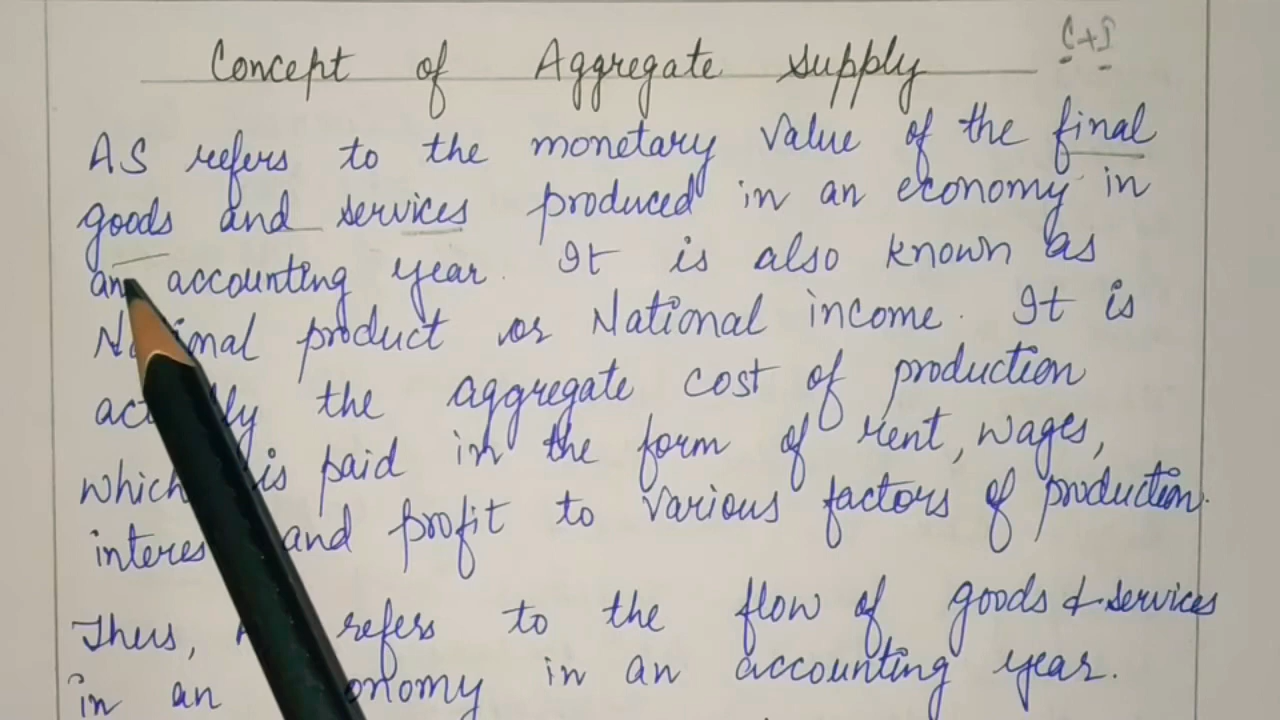 C+S
Concept of Aggregate supply
AS refers to the monetary value of the final
goods and services produced in an economy in
an accounting year. It is also known as
National product or National income. It is
the aggregate cost of production
which is paid in the form of rent, wages,
interes and profit to various factors of production.
Thus, refers to the flow of goods & services
in an onomy in an accounting year.